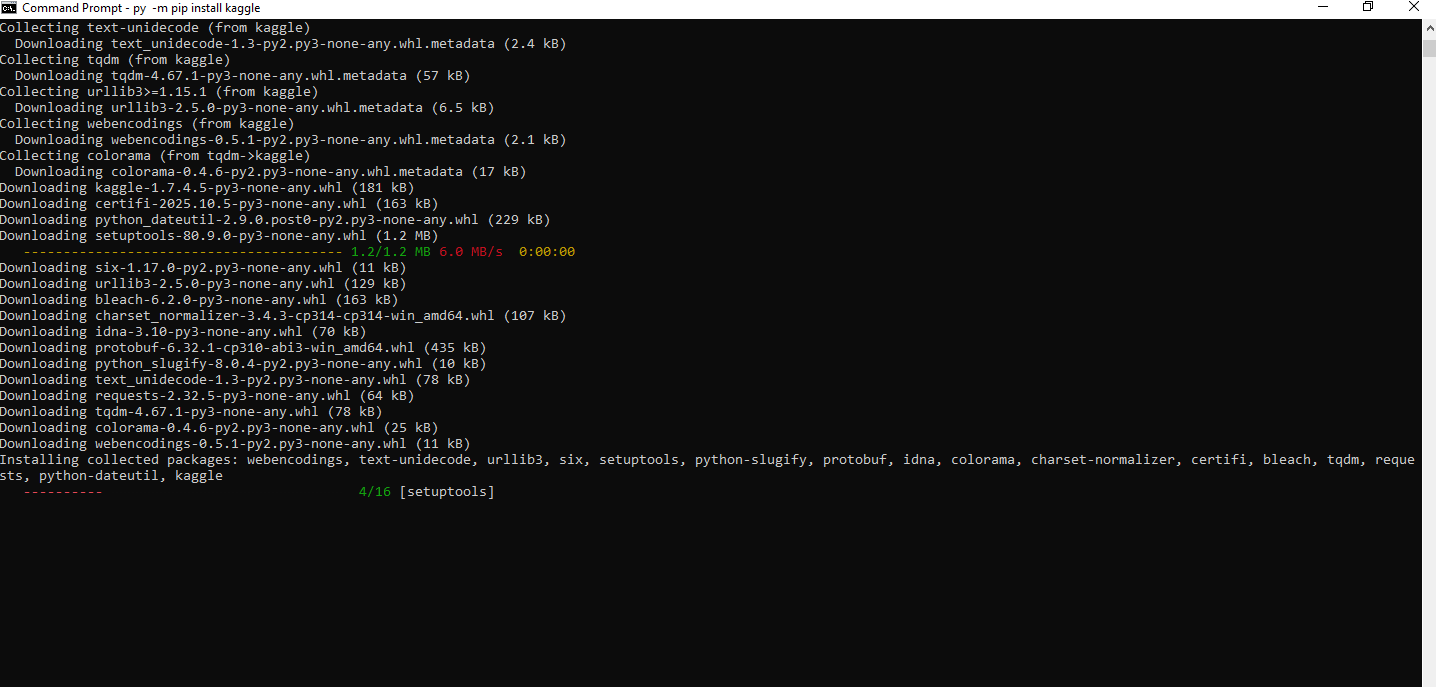 Command Prompt - py -m pip install kaggle
Collecting text-unidecode (from kaggle)
  Downloading text_unidecode-1.3-py2.py3-none-any.whl.metadata (2.4 kB)
Collecting tqdm (from kaggle)
  Downloading tqdm-4.67.1-py3-none-any.whl.metadata (57 kB)
Collecting urllib3>=1.15.1 (from kaggle)
  Downloading urllib3-2.5.0-py3-none-any.whl.metadata (6.5 kB)
Collecting webencodings (from kaggle)
  Downloading webencodings-0.5.1-py2.py3-none-any.whl.metadata (2.1 kB)
Collecting colorama (from tqdm->kaggle)
  Downloading colorama-0.4.6-py2.py3-none-any.whl.metadata (17 kB)
Downloading kaggle-1.7.4.5-py3-none-any.whl (181 kB)
Downloading certifi-2025.10.5-py3-none-any.whl (163 kB)
Downloading python_dateutil-2.9.0.post0-py2.py3-none-any.whl (229 kB)
Downloading setuptools-80.9.0-py3-none-any.whl (1.2 MB)
   ---------------------------------------- 1.2/1.2 MB 6.0 MB/s  0:00:00
Downloading six-1.17.0-py2.py3-none-any.whl (11 kB)
Downloading urllib3-2.5.0-py3-none-any.whl (129 kB)
Downloading bleach-6.2.0-py3-none-any.whl (163 kB)
Downloading charset_normalizer-3.4.3-cp314-cp314-win_amd64.whl (107 kB)
Downloading idna-3.10-py3-none-any.whl (70 kB)
Downloading protobuf-6.32.1-cp310-abi3-win_amd64.whl (435 kB)
Downloading python_slugify-8.0.4-py2.py3-none-any.whl (10 kB)
Downloading text_unidecode-1.3-py2.py3-none-any.whl (78 kB)
Downloading requests-2.32.5-py3-none-any.whl (64 kB)
Downloading tqdm-4.67.1-py3-none-any.whl (78 kB)
Downloading colorama-0.4.6-py2.py3-none-any.whl (25 kB)
Downloading webencodings-0.5.1-py2.py3-none-any.whl (11 kB)
Installing collected packages: webencodings, text-unidecode, urllib3, six, setuptools, python-slugify, protobuf, idna, colorama, charset-normalizer, certifi, bleach, tqdm, reque
sts, python-dateutil, kaggle
   ----------                                4/16 [setuptools]